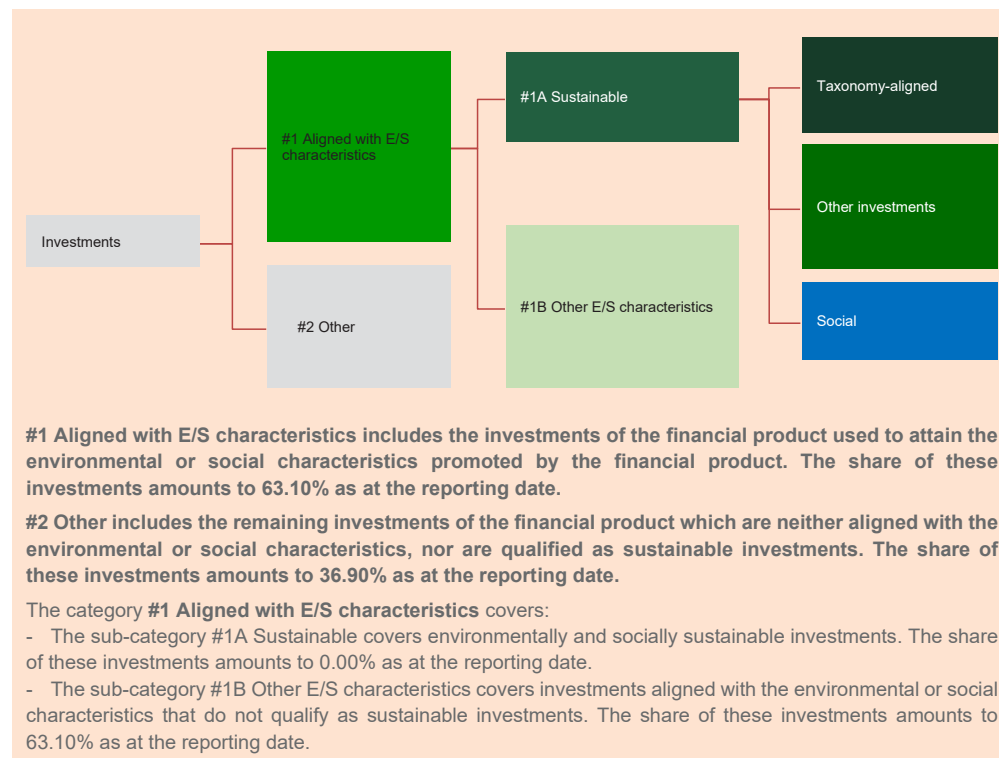 Taxonomy-aligned
#1A Sustainable
#1 Aligned with E/S
characteristics
Other investments
Investments
#1B Other E/S characteristics
Social
#2 Other
#1 Aligned with E/S characteristics includes the investments of the financial product used to attain the
environmental or social characteristics promoted by the financial product. The share of these
investments amounts to 63.10% as at the reporting date.
#2 Other includes the remaining investments of the financial product which are neither aligned with the
environmental or social characteristics, nor are qualified as sustainable investments. The share of
these investments amounts to 36.90% as at the reporting date.
The category #1 Aligned with E/S characteristics covers:
- The sub-category #1A Sustainable covers environmentally and socially sustainable investments. The share
of these investments amounts to 0.00% as at the reporting date.
- The sub-category #1B Other E/S characteristics covers investments aligned with the environmental or social
characteristics that do not qualify as sustainable investments. The share of these investments amounts to
63.10% as at the reporting date.